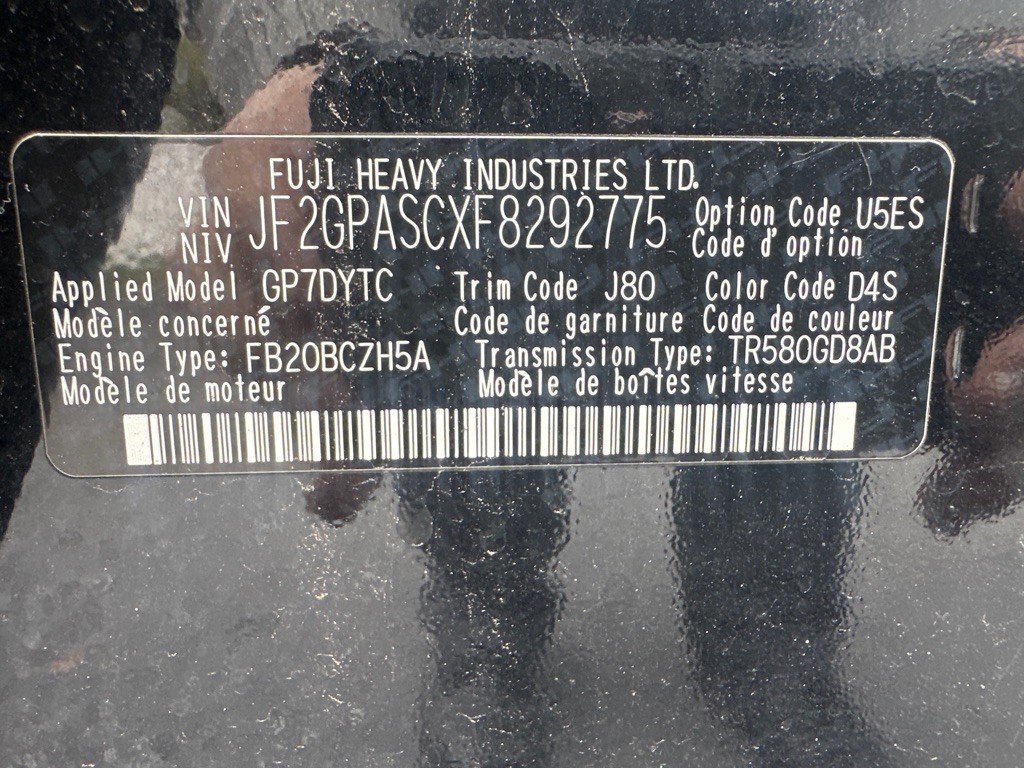 FUJI HEAVY INDUSTRIES LTD.
VIN JF2GPASCXF8292775 Option Code U5ES
NIV Code d'option
Applied Model GP7DYTC Trim Code J80 Color Code D4S
Modèle concerné Code de garniture Code de couleur
Engine Type: FB20BCZH5A Transmission Type: TR580GD8AB
Modèle de moteur Modèle de boîtes vitesse